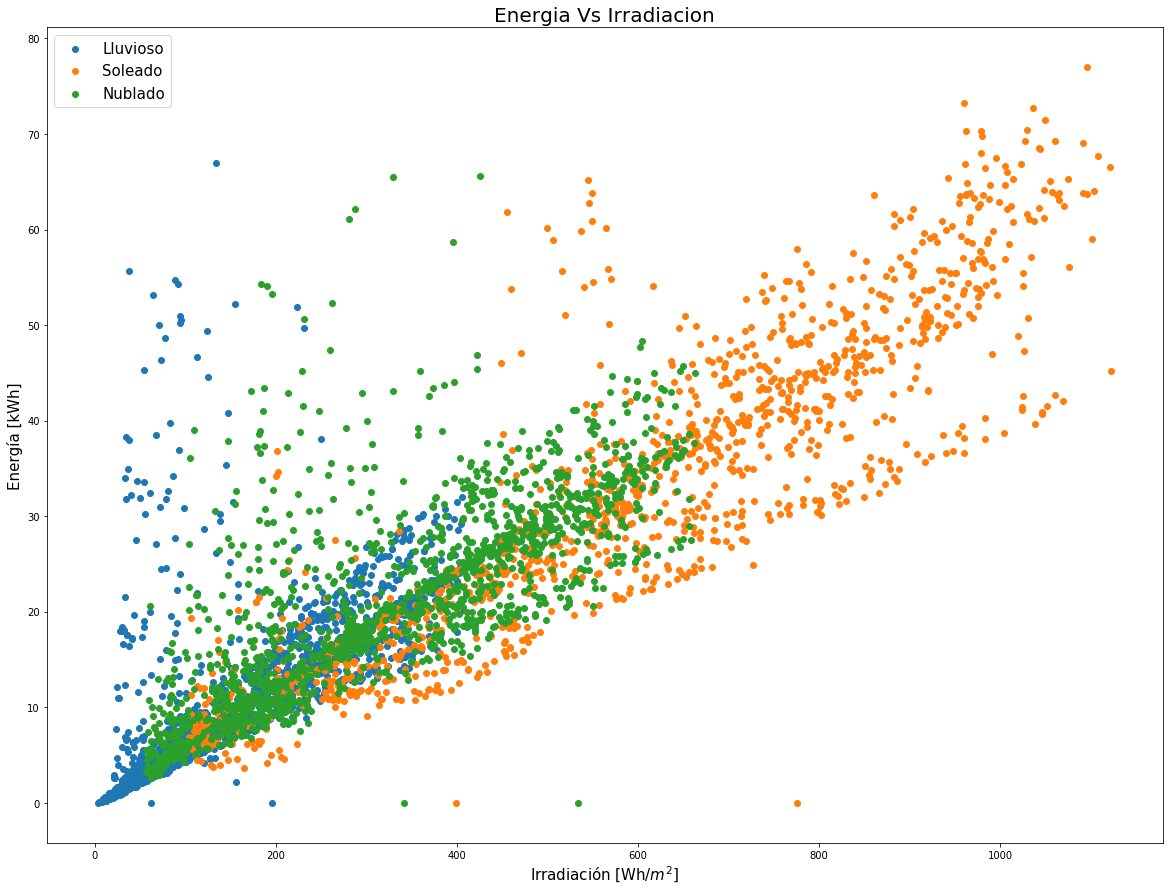 Energia Vs Irradiacion
Lluvioso
Soleado
Nublado
80
70
60
50
40
30
20
10
0
Energía [kWh]
0 200 400 600 800 1000
Irradiación [Wh/m²]